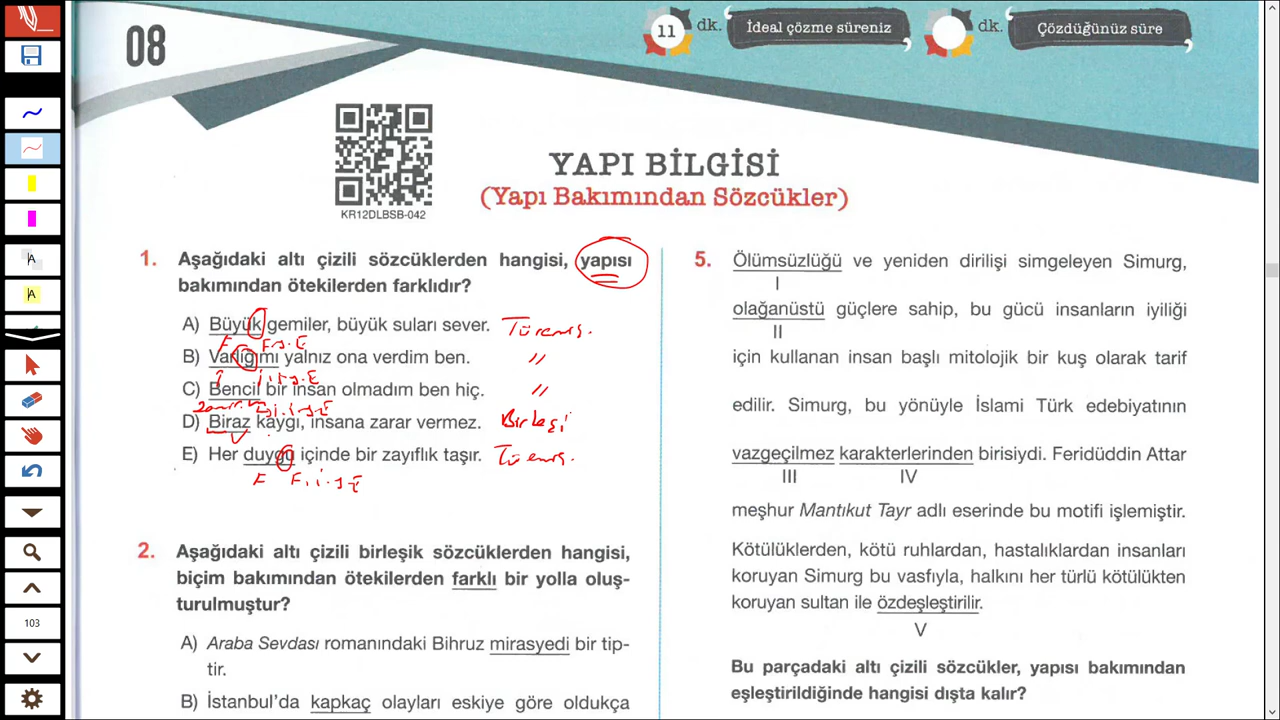 08
11 dk. İdeal çözme süreniz
dk. Çözdüğünüz süre
KR12DLBSB-042
YAPI BİLGİSİ
(Yapı Bakımından Sözcükler)
1. Aşağıdaki altı çizili sözcüklerden hangisi, yapısı
bakımından ötekilerden farklıdır?
A) Büyük gemiler, büyük suları sever. Türemiş.
F F.i.y.E
B) Varlığımı yalnız ona verdim ben. "
İ i.i.y.E
C) Bencil bir insan olmadım ben hiç. "
zamir i.i.y.E
D) Biraz kaygı, insana zarar vermez. Birleşi
E) Her duygu içinde bir zayıflık taşır. Türemiş.
F F.i.y.E
2. Aşağıdaki altı çizili birleşik sözcüklerden hangisi,
biçim bakımından ötekilerden farklı bir yolla oluş-
turulmuştur?
A) Araba Sevdası romanındaki Bihruz mirasyedi bir tip-
tir.
B) İstanbul'da kapkaç olayları eskiye göre oldukça
5. Ölümsüzlüğü ve yeniden dirilişi simgeleyen Simurg,
I
olağanüstü güçlere sahip, bu gücü insanların iyiliği
II
için kullanan insan başlı mitolojik bir kuş olarak tarif
edilir. Simurg, bu yönüyle İslami Türk edebiyatının
vazgeçilmez karakterlerinden birisiydi. Feridüddin Attar
III IV
meşhur Mantıkut Tayr adlı eserinde bu motifi işlemiştir.
Kötülüklerden, kötü ruhlardan, hastalıklardan insanları
koruyan Simurg bu vasfıyla, halkını her türlü kötülükten
koruyan sultan ile özdeşleştirilir.
V
Bu parçadaki altı çizili sözcükler, yapısı bakımından
eşleştirildiğinde hangisi dışta kalır?
A
A
103